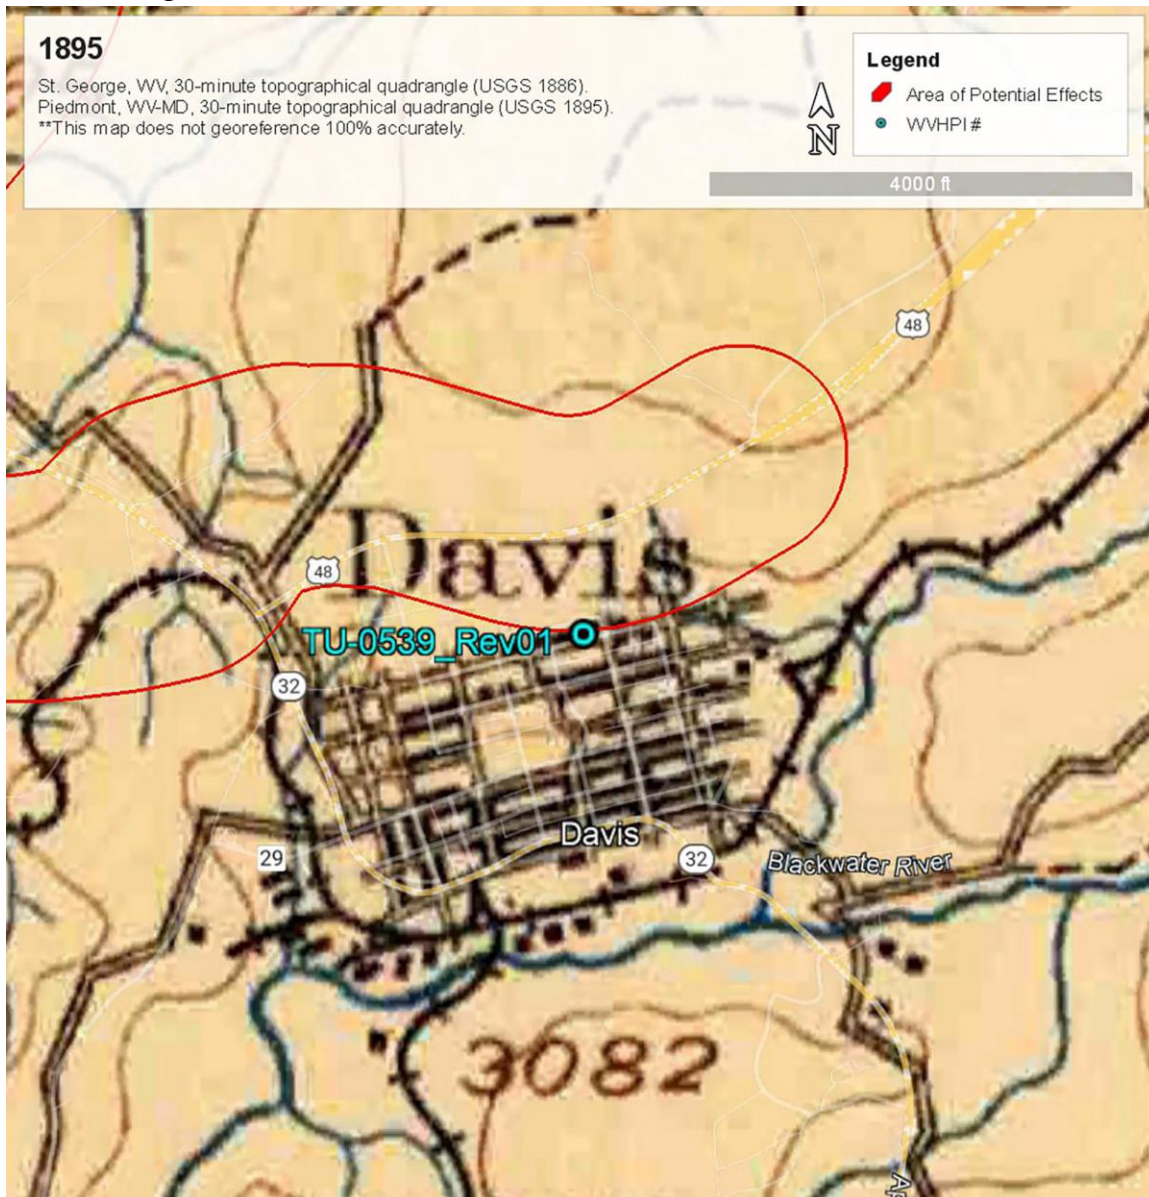 1895
St. George, WV, 30-minute topographical quadrangle (USGS 1886).
Piedmont, WV-MD, 30-minute topographical quadrangle (USGS 1895).
**This map does not georeference 100% accurately.
N
Legend
Area of Potential Effects
WVHPI #
4000 ft
48
Davis
48
TU-0539_Rev01
32
Davis
29
32
Blackwater River
3082